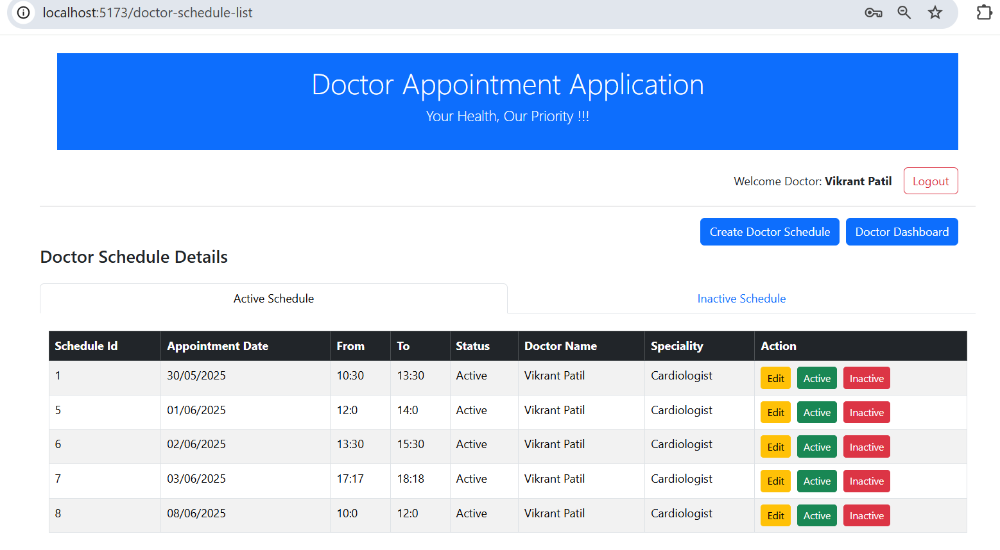 localhost:5173/doctor-schedule-list
Doctor Appointment Application
Your Health, Our Priority !!!
Welcome Doctor: Vikrant Patil Logout
Create Doctor Schedule Doctor Dashboard
Doctor Schedule Details
Active Schedule Inactive Schedule
Schedule Id Appointment Date From To Status Doctor Name Speciality Action
1 30/05/2025 10:30 13:30 Active Vikrant Patil Cardiologist Edit Active Inactive
5 01/06/2025 12:0 14:0 Active Vikrant Patil Cardiologist Edit Active Inactive
6 02/06/2025 13:30 15:30 Active Vikrant Patil Cardiologist Edit Active Inactive
7 03/06/2025 17:17 18:18 Active Vikrant Patil Cardiologist Edit Active Inactive
8 08/06/2025 10:0 12:0 Active Vikrant Patil Cardiologist Edit Active Inactive